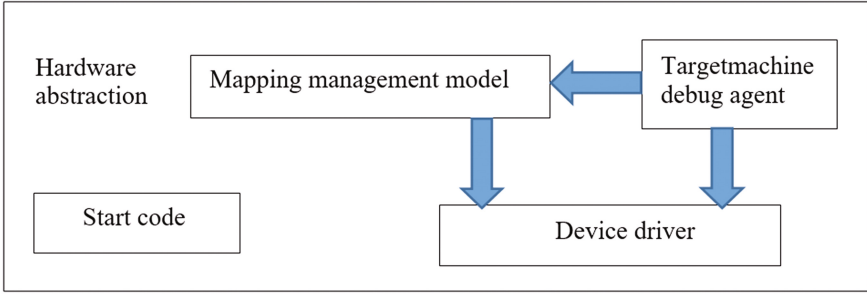 Hardware
abstraction
Mapping management model
Targetmachine
debug agent
Start code
Device driver